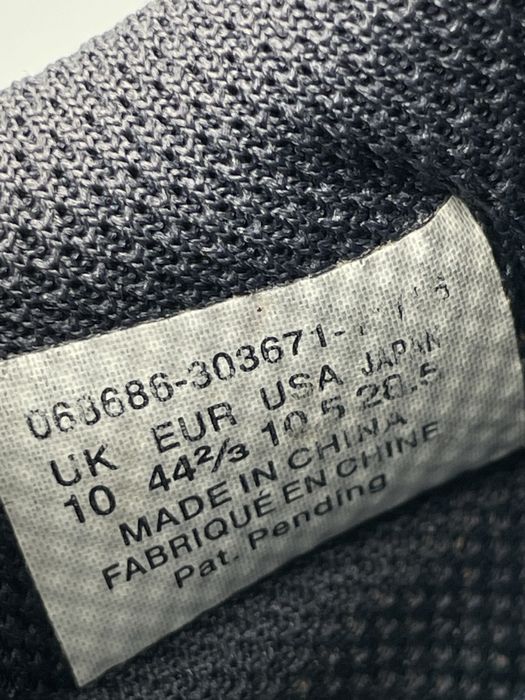 068686-303671-
UK EUR USA JAPAN
10 44²/₃ 10.5 28.5
MADE IN CHINA
FABRIQUÉ EN CHINE
Pat. Pending